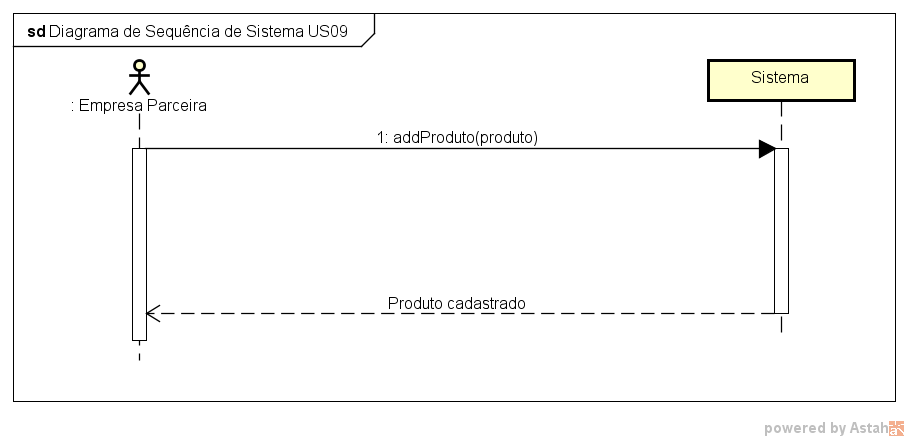 sd Diagrama de Sequência de Sistema US09
: Empresa Parceira
Sistema
1: addProduto(produto)
Produto cadastrado
powered by Astah